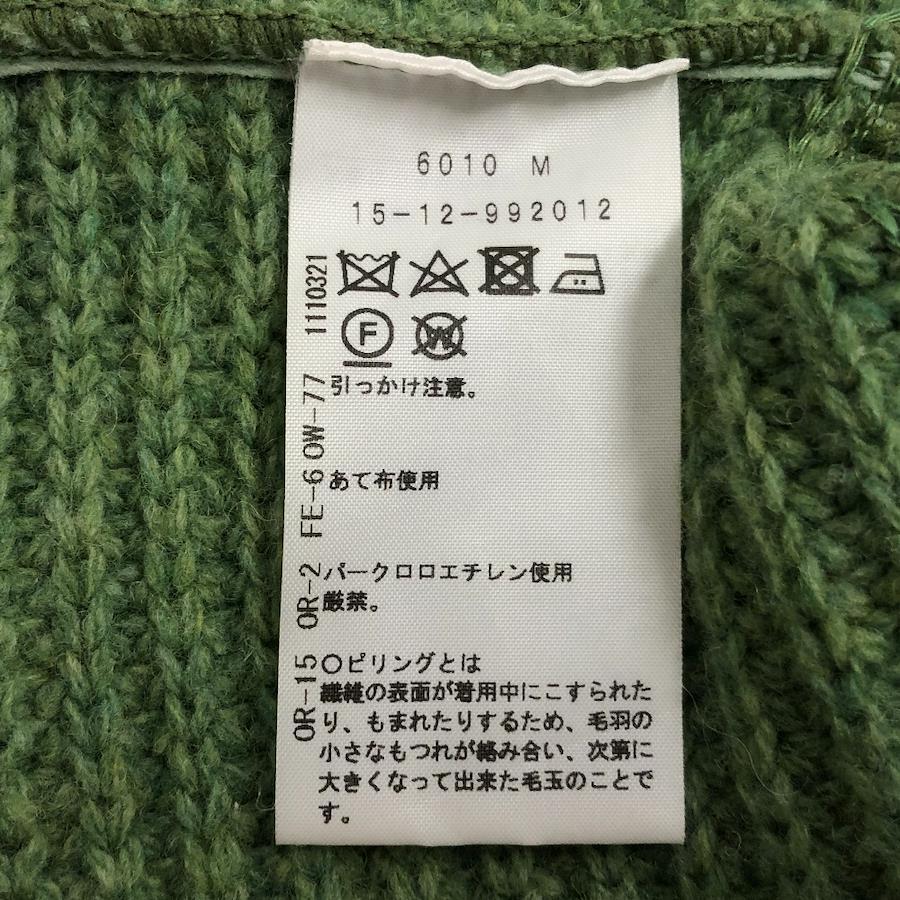 6010 M
15-12-992012
F
W
引っかけ注意。
あて布使用
パークロロエチレン使用
厳禁。
○ピリングとは
繊維の表面が着用中にこすられた
り、もまれたりするため、毛羽の
小さなもつれが絡み合い、次第に
大きくなって出来た毛玉のことで
す。
OR-15 OR-2 FE-6 OW-77 1110321